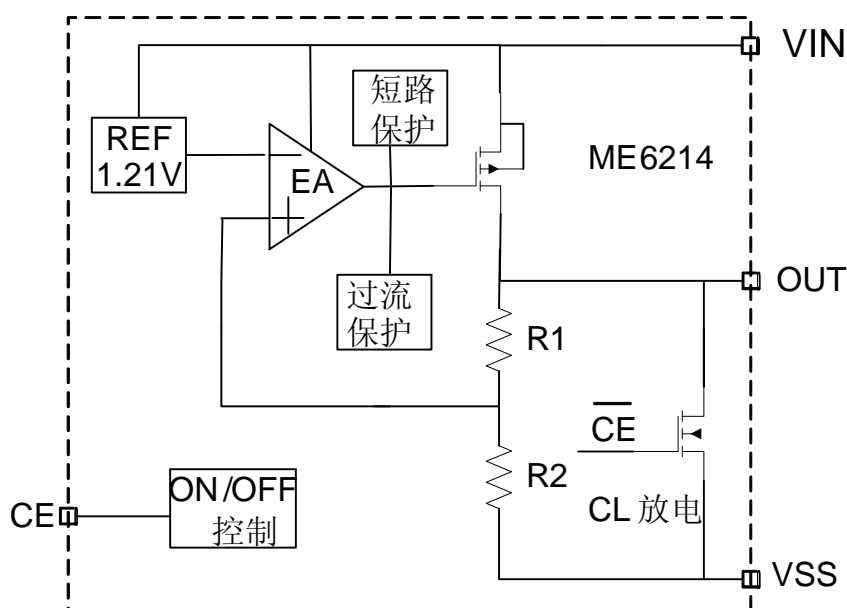 VIN
短路
保护
REF
1.21V
EA
ME6214
OUT
过流
保护
R1
CE
R2
CE
ON/OFF
控制
CL 放电
VSS